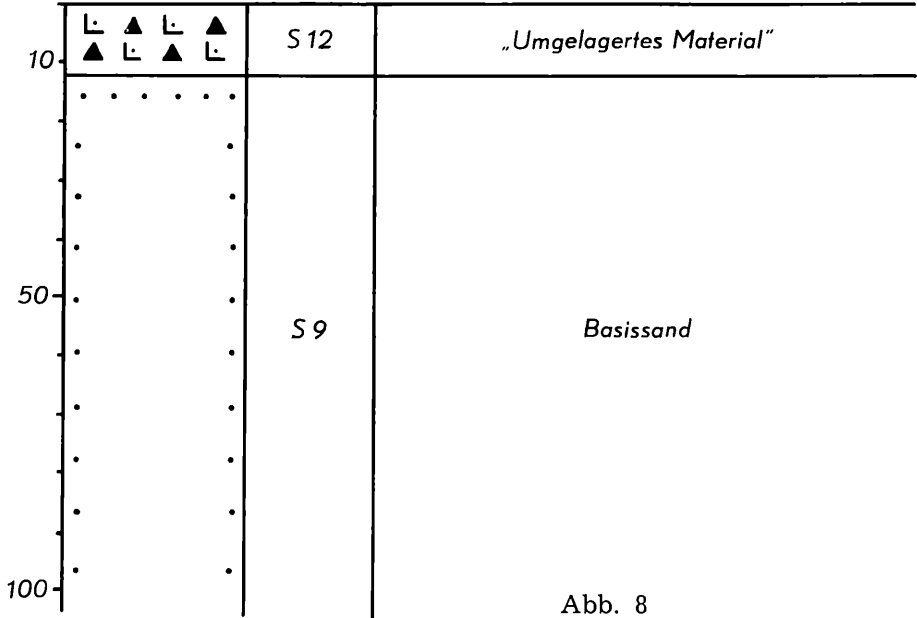 S 12 „Umgelagertes Material“
10
50
S 9 Basissand
100
Abb. 8